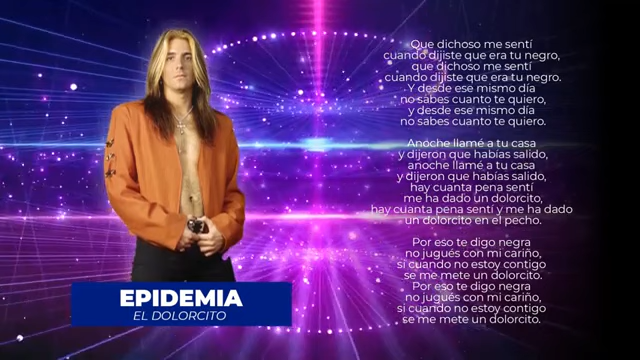 Que dichoso me sentí
cuando dijiste que era tu negro,
que dichoso me sentí
cuando dijiste que era tu negro.
Y desde ese mismo día
no sabes cuanto te quiero,
y desde ese mismo día
no sabes cuanto te quiero.
Anoche llamé a tu casa
y dijeron que habías salido,
anoche llamé a tu casa
y dijeron que habías salido,
hay cuanta pena sentí
me ha dado un dolorcito,
hay cuanta pena sentí y me ha dado
un dolorcito en el pecho.
Por eso te digo negra
no jugués con mi cariño,
si cuando no estoy contigo
se me mete un dolorcito.
Por eso te digo negra
no jugués con mi cariño,
si cuando no estoy contigo
se me mete un dolorcito.
EPIDEMIA
EL DOLORCITO